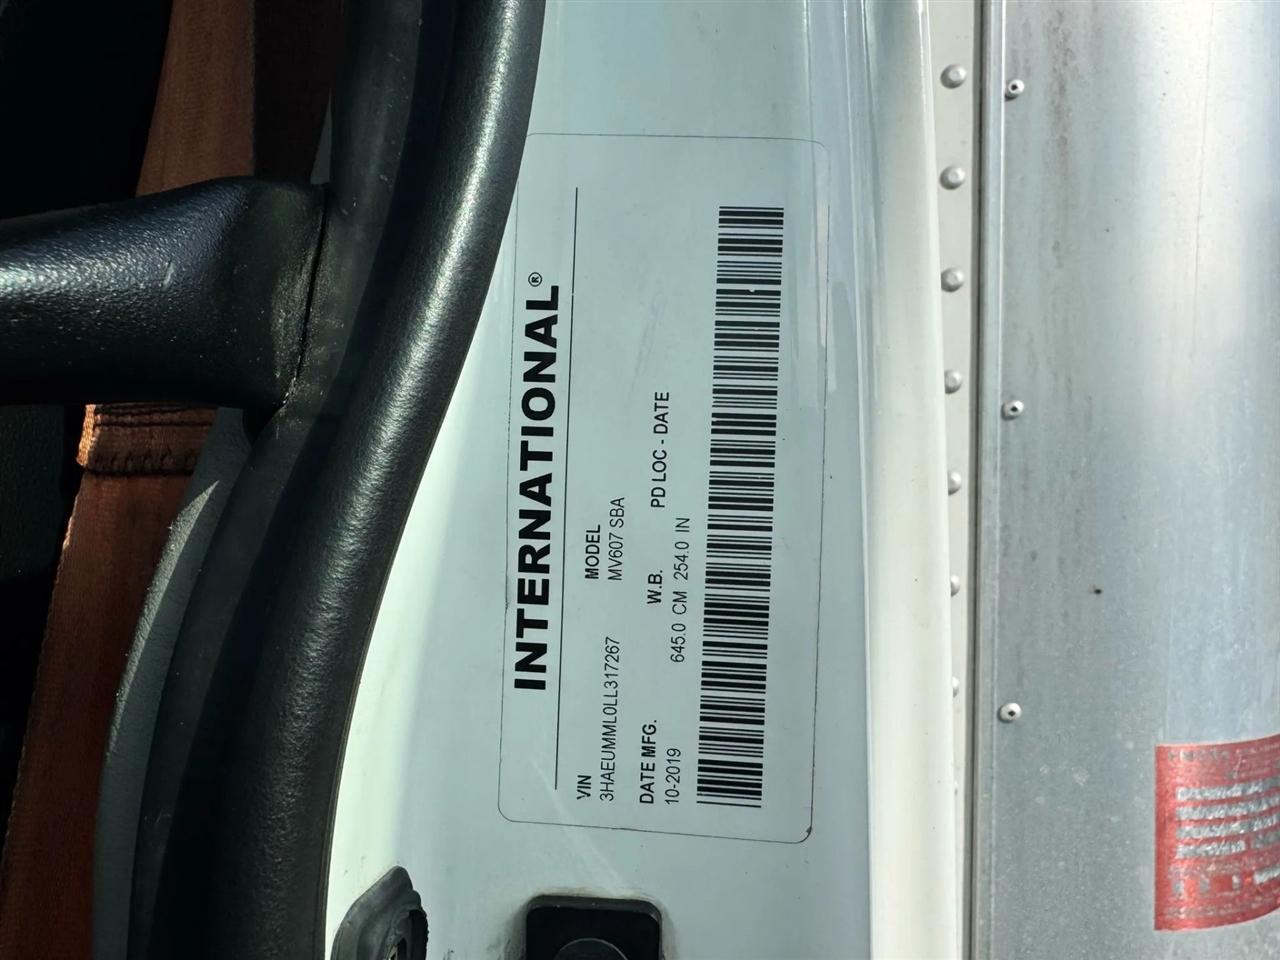 INTERNATIONAL®
VIN MODEL
3HAEUMML0LL317267 MV607 SBA
DATE MFG. W.B. PD LOC - DATE
10-2019 645.0 CM 254.0 IN